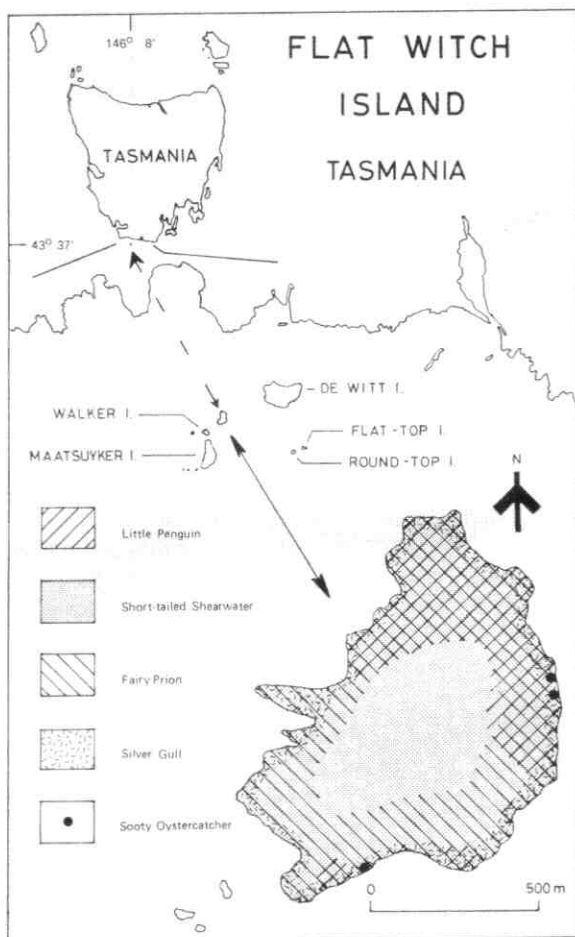 146° 8'
FLAT WITCH
ISLAND
TASMANIA
TASMANIA
43° 37'
DE WITT I.
WALKER I.
FLAT-TOP I.
MAATSUYKER I.
ROUND-TOP I.
N
Little Penguin
Short-tailed Shearwater
Fairy Prion
Silver Gull
Sooty Oystercatcher
0
500 m